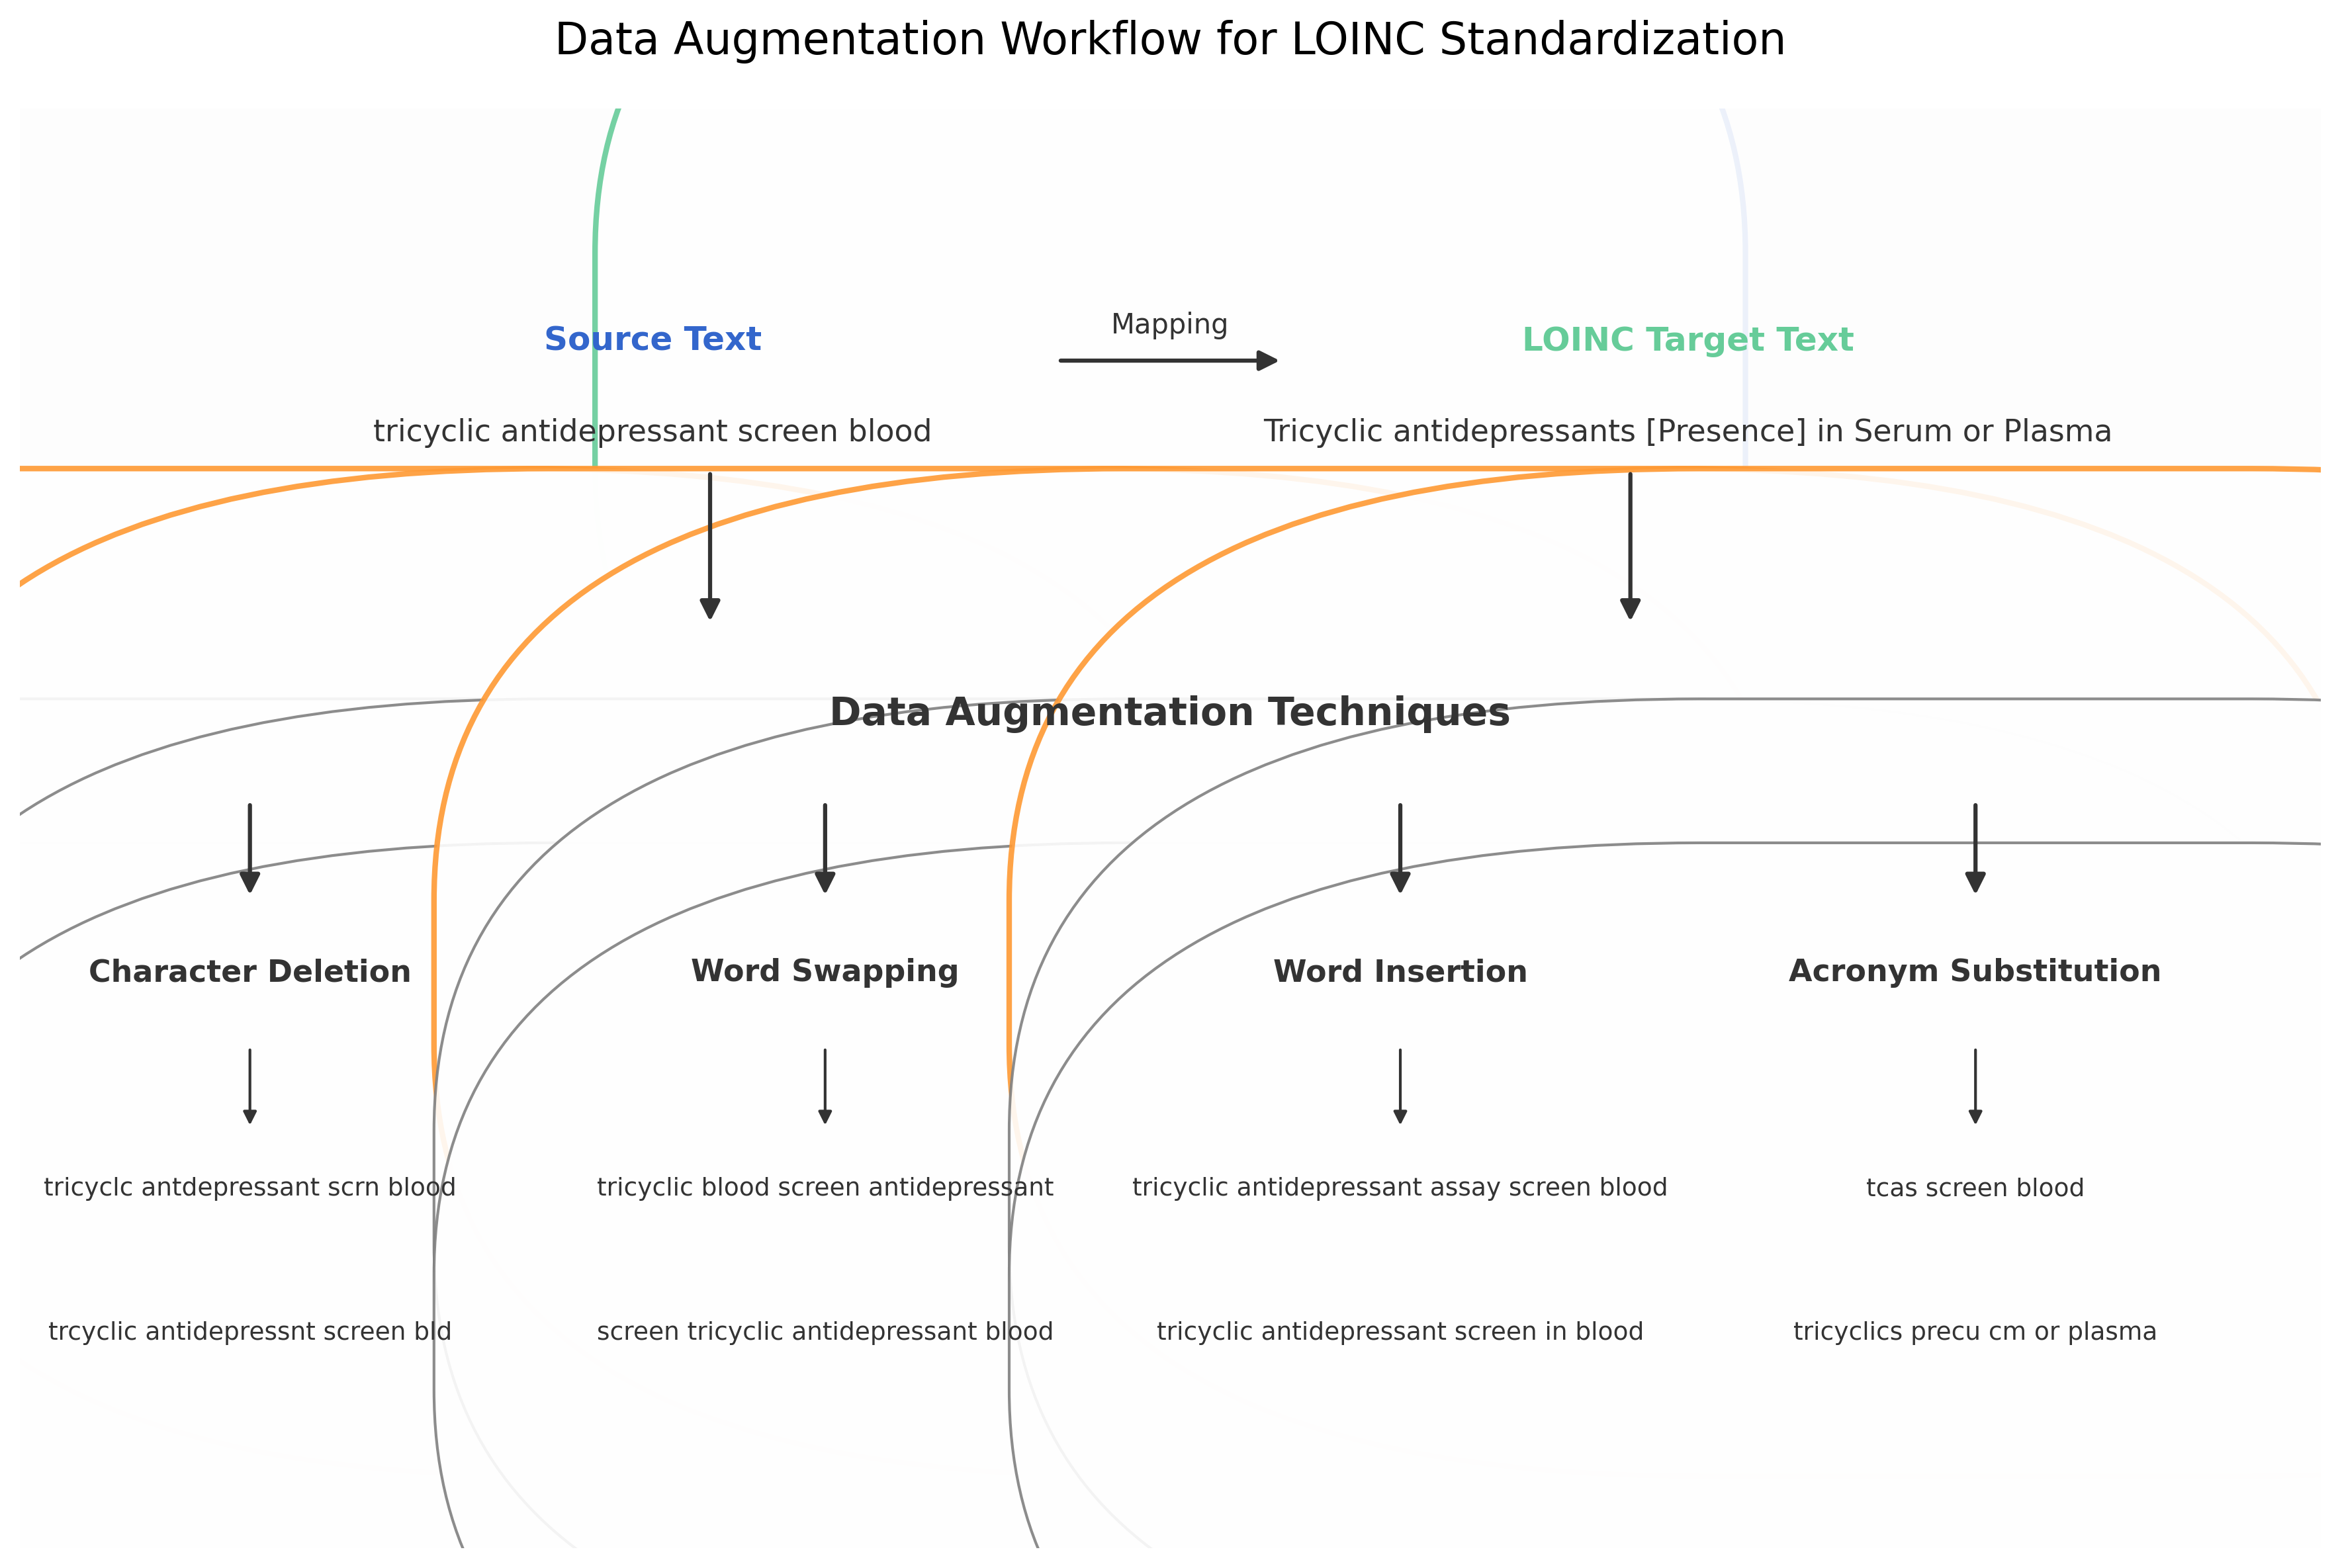 Data Augmentation Workflow for LOINC Standardization
Mapping
Source Text
LOINC Target Text
tricyclic antidepressant screen blood
Tricyclic antidepressants [Presence] in Serum or Plasma
Data Augmentation Techniques
Character Deletion
Word Swapping
Word Insertion
Acronym Substitution
tricyclc antdepressant scrn blood
tricyclic blood screen antidepressant
tricyclic antidepressant assay screen blood
tcas screen blood
trcyclic antidepressnt screen bld
screen tricyclic antidepressant blood
tricyclic antidepressant screen in blood
tricyclics precu cm or plasma